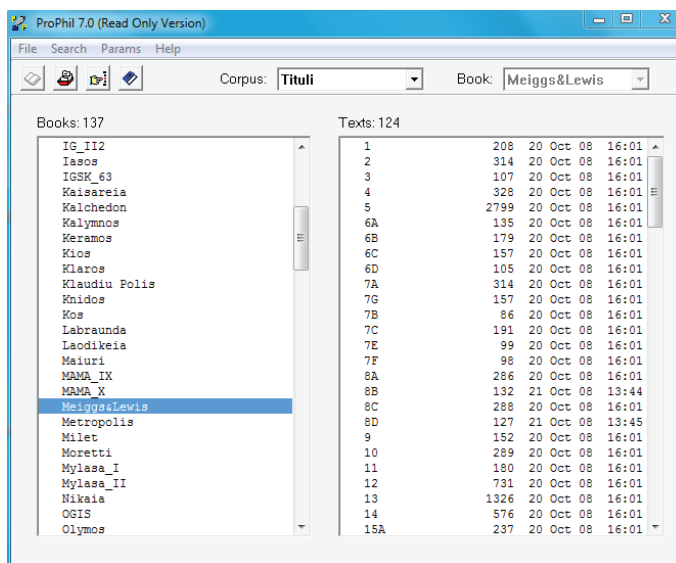 ProPhil 7.0 (Read Only Version)
File Search Params Help
Corpus: Tituli Book: Meiggs&Lewis
Books: 137
IG_II2
Iasos
IGSK_63
Kaisareia
Kalchedon
Kalymnos
Keramos
Kios
Klaros
Klaudiu Polis
Knidos
Kos
Labraunda
Laodikeia
Maiuri
MAMA_IX
MAMA_X
Meiggs&Lewis
Metropolis
Milet
Moretti
Mylasa_I
Mylasa_II
Nikaia
OGIS
Olymos
Texts: 124
1 208 20 Oct 08 16:01
2 314 20 Oct 08 16:01
3 107 20 Oct 08 16:01
4 328 20 Oct 08 16:01
5 2799 20 Oct 08 16:01
6A 135 20 Oct 08 16:01
6B 179 20 Oct 08 16:01
6C 157 20 Oct 08 16:01
6D 105 20 Oct 08 16:01
7A 314 20 Oct 08 16:01
7G 157 20 Oct 08 16:01
7B 86 20 Oct 08 16:01
7C 191 20 Oct 08 16:01
7E 99 20 Oct 08 16:01
7F 98 20 Oct 08 16:01
8A 286 20 Oct 08 16:01
8B 132 21 Oct 08 13:44
8C 288 20 Oct 08 16:01
8D 127 21 Oct 08 13:45
9 152 20 Oct 08 16:01
10 289 20 Oct 08 16:01
11 180 20 Oct 08 16:01
12 731 20 Oct 08 16:01
13 1326 20 Oct 08 16:01
14 576 20 Oct 08 16:01
15A 237 20 Oct 08 16:01